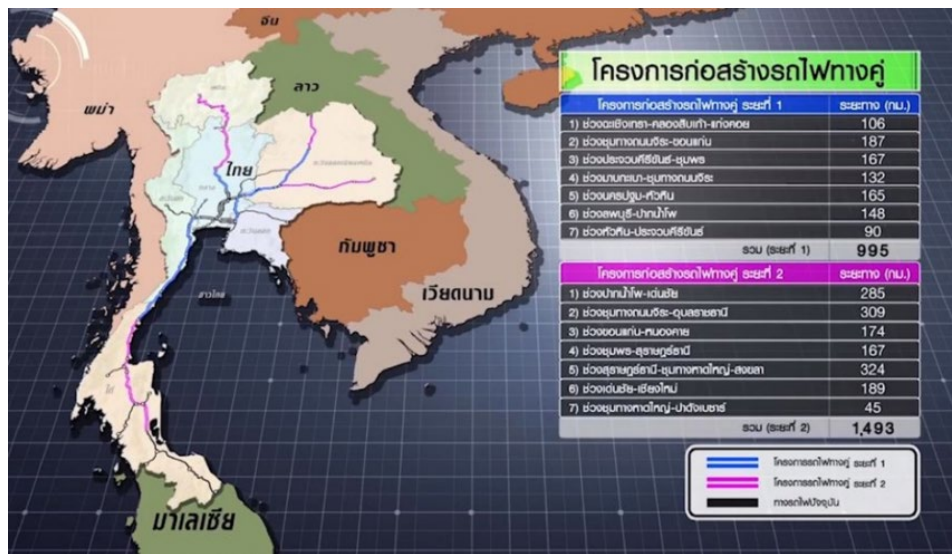 จีน
พม่า
ลาว
ไทย
กัมพูชา
เวียดนาม
อ่าวไทย
ใต้
มาเลเซีย
โครงการก่อสร้างรถไฟทางคู่
โครงการก่อสร้างรถไฟทางคู่ ระยะที่ 1 ระยะทาง (กม.)
1) ช่วงฉะเชิงเทรา-คลองสิบเก้า-แก่งคอย 106
2) ช่วงชุมทางถนนจิระ-ขอนแก่น 187
3) ช่วงประจวบคีรีขันธ์-ชุมพร 167
4) ช่วงมาบกะเบา-ชุมทางถนนจิระ 132
5) ช่วงนครปฐม-หัวหิน 165
6) ช่วงลพบุรี-ปากน้ำโพ 148
7) ช่วงหัวหิน-ประจวบคีรีขันธ์ 90
รวม (ระยะที่ 1) 995
โครงการก่อสร้างรถไฟทางคู่ ระยะที่ 2 ระยะทาง (กม.)
1) ช่วงปากน้ำโพ-เด่นชัย 285
2) ช่วงชุมทางถนนจิระ-อุบลราชธานี 309
3) ช่วงขอนแก่น-หนองคาย 174
4) ช่วงชุมพร-สุราษฎร์ธานี 167
5) ช่วงสุราษฎร์ธานี-ชุมทางหาดใหญ่-สงขลา 324
6) ช่วงเด่นชัย-เชียงใหม่ 189
7) ช่วงชุมทางหาดใหญ่-ปาดังเบซาร์ 45
รวม (ระยะที่ 2) 1,493
โครงการรถไฟทางคู่ ระยะที่ 1
โครงการรถไฟทางคู่ ระยะที่ 2
ทางรถไฟปัจจุบัน